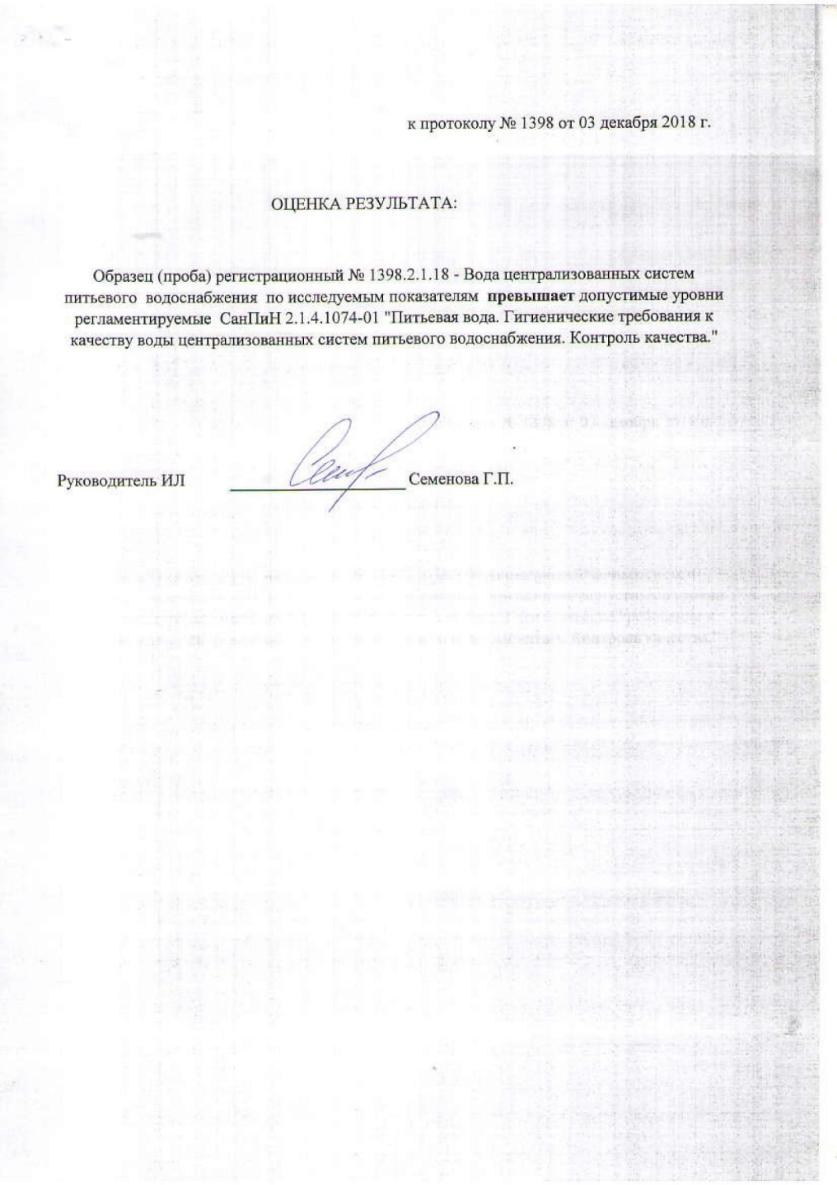 к протоколу № 1398 от 03 декабря 2018 г.
ОЦЕНКА РЕЗУЛЬТАТА:
Образец (проба) регистрационный № 1398.2.1.18 - Вода централизованных систем
питьевого водоснабжения по исследуемым показателям превышает допустимые уровни
регламентируемые СанПиН 2.1.4.1074-01 "Питьевая вода. Гигиенические требования к
качеству воды централизованных систем питьевого водоснабжения. Контроль качества."
Руководитель ИЛ Семенова Г.П.